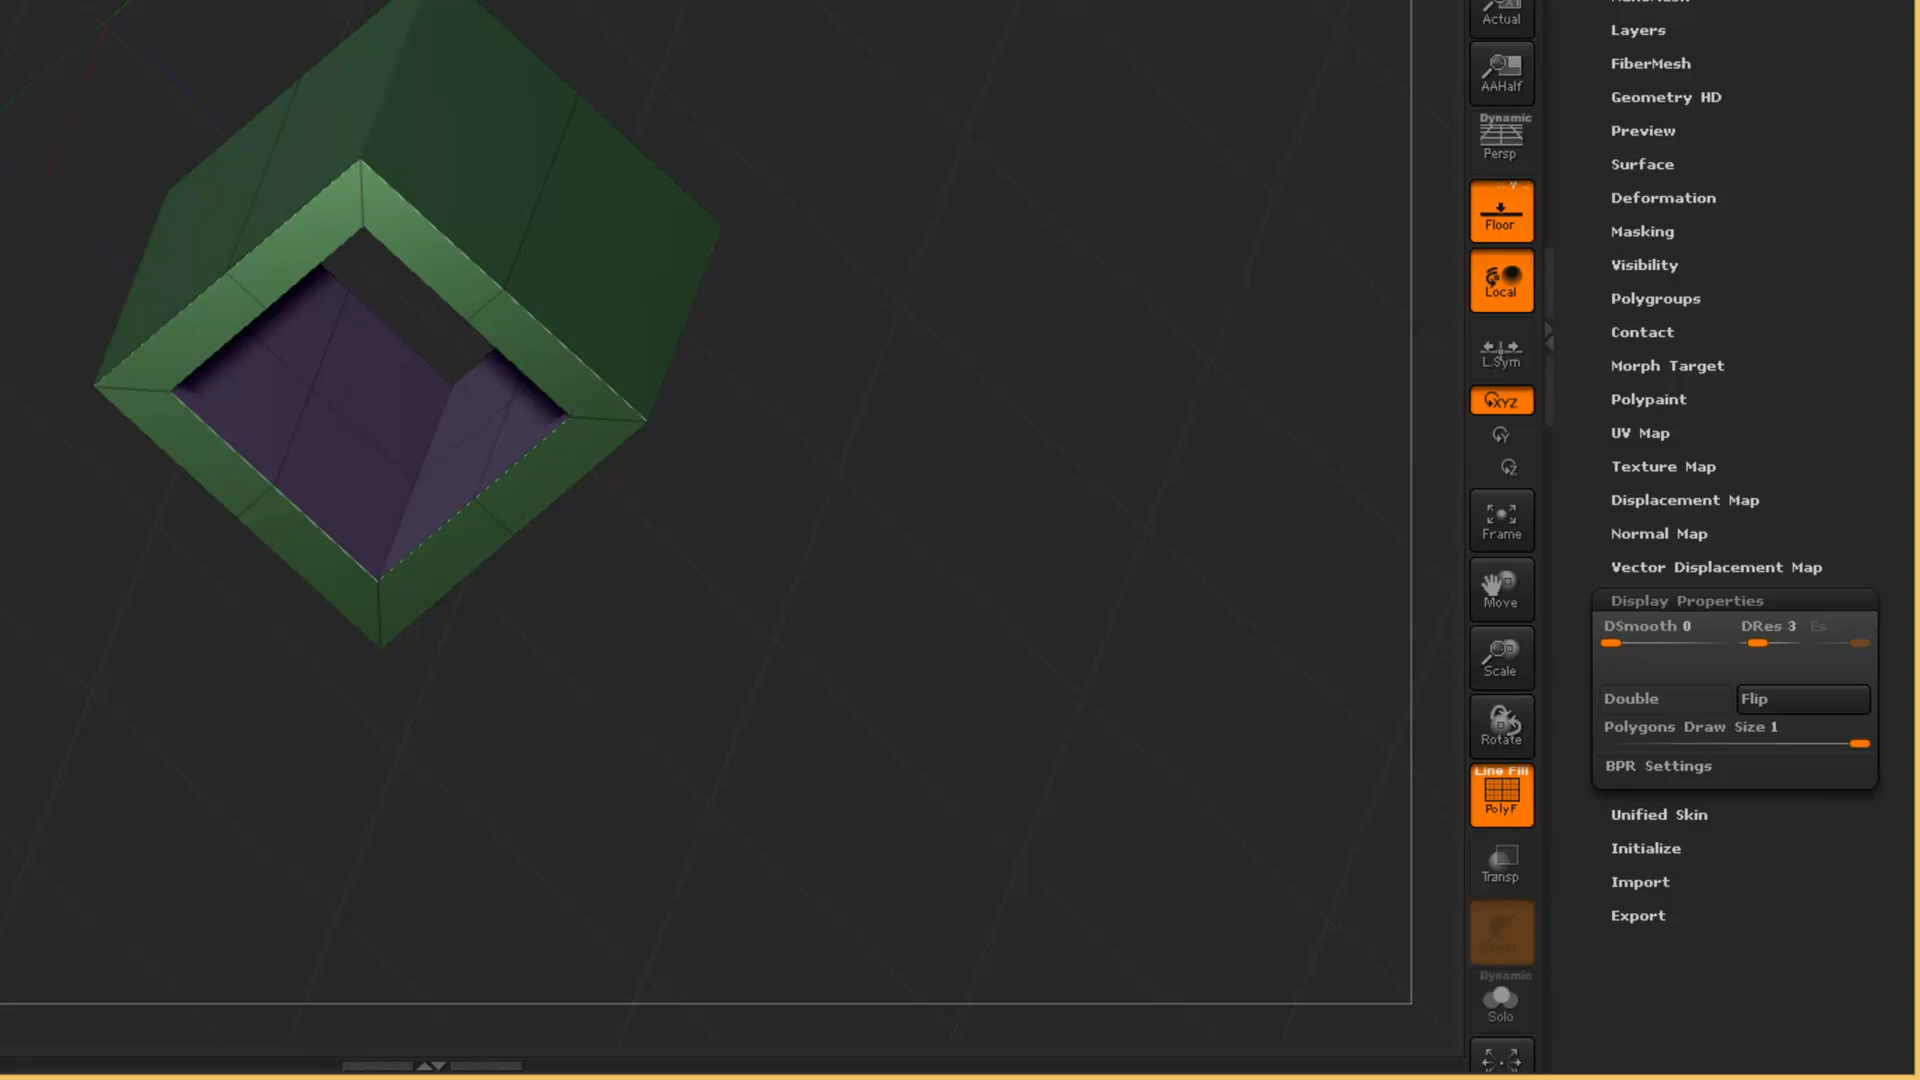 Actual
AAHalf
Dynamic
Persp
Floor
Local
L.Sym
XYZ
Y
Z
Frame
Move
Scale
Rotate
Line Fill
PolyF
Transp
Dynamic
Solo
Layers
FiberMesh
Geometry HD
Preview
Surface
Deformation
Masking
Visibility
Polygroups
Contact
Morph Target
Polypaint
UV Map
Texture Map
Displacement Map
Normal Map
Vector Displacement Map
Display Properties
DSmooth 0 DRes 3 Es
Double Flip
Polygons Draw Size 1
BPR Settings
Unified Skin
Initialize
Import
Export